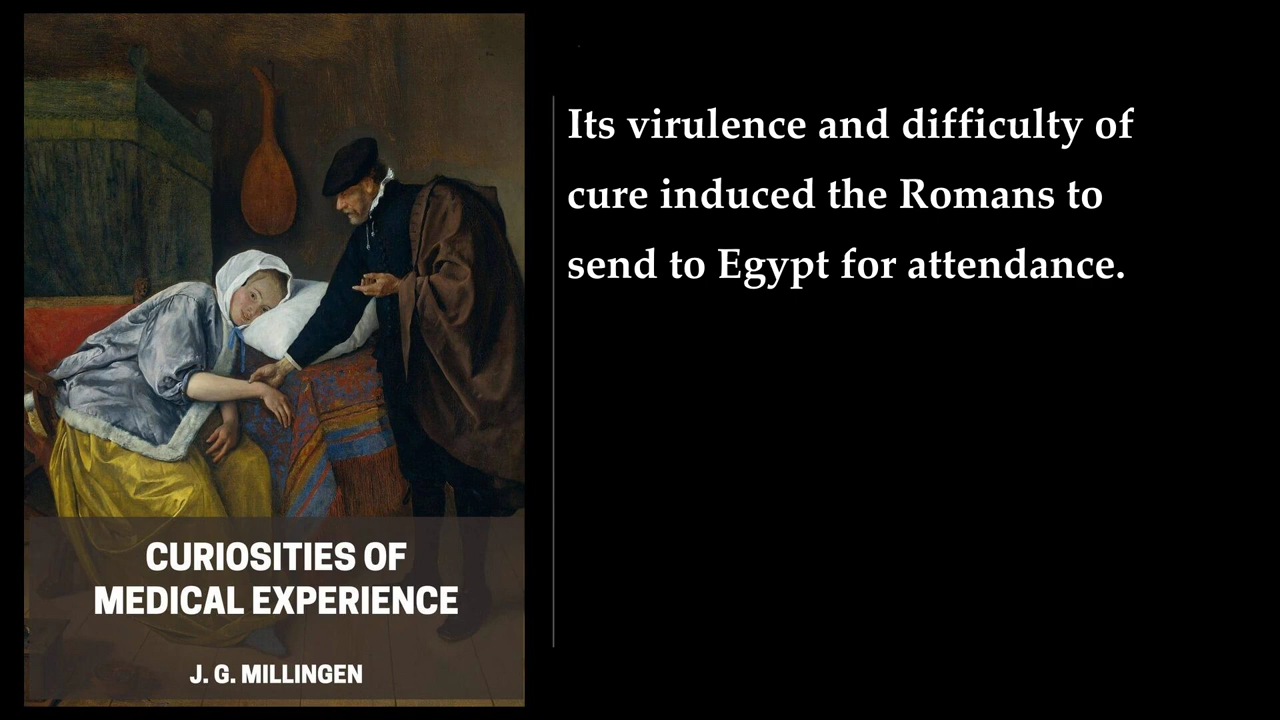 Its virulence and difficulty of
cure induced the Romans to
send to Egypt for attendance.
CURIOSITIES OF
MEDICAL EXPERIENCE
J. G. MILLINGEN